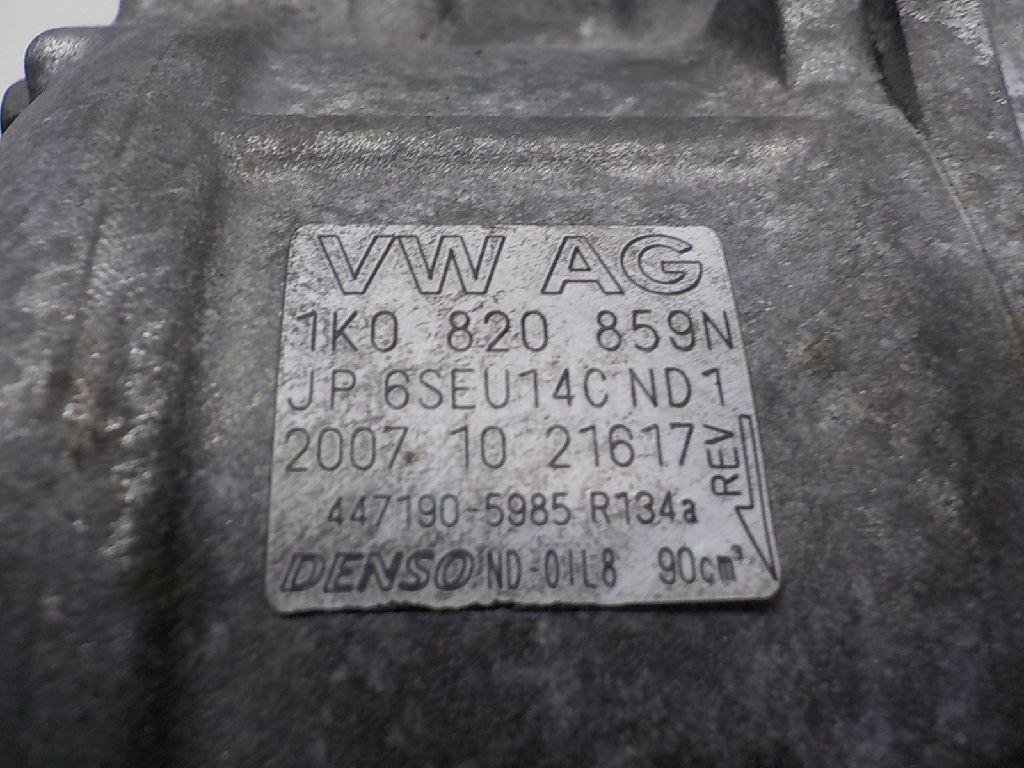 VW AG
1K0 820 859N
JP 6SEU14C ND1
2007. 10 21617
REV
447190-5985 R134a
DENSO ND-OIL8 90cm³